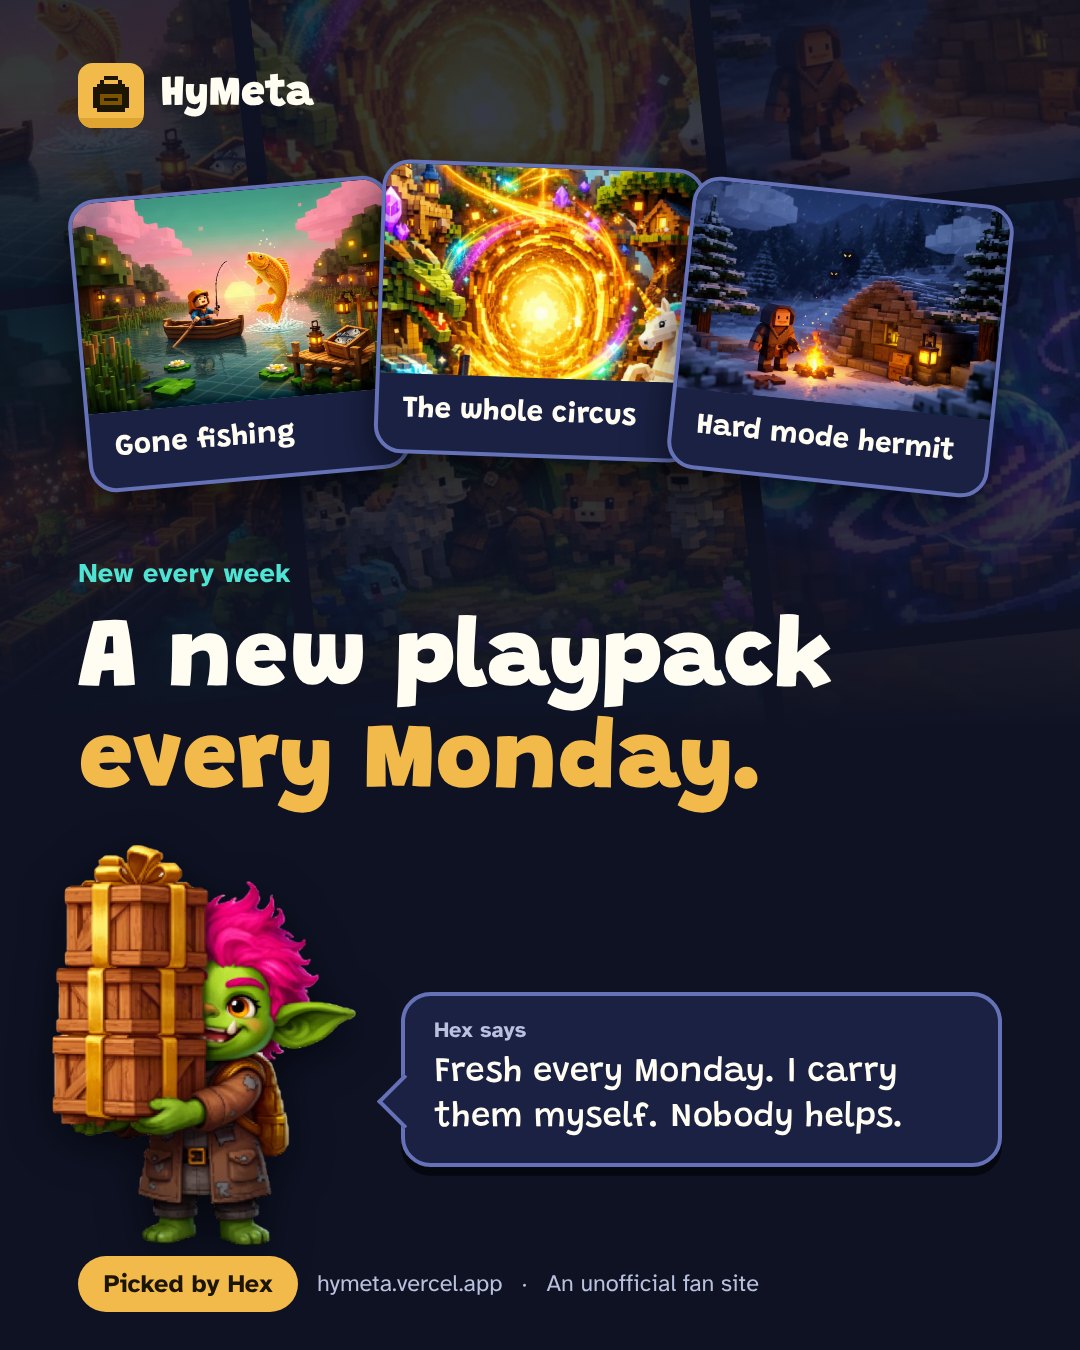 HyMeta
Gone fishing
The whole circus
Hard mode hermit
New every week
A new playpack
every Monday.
Hex says
Fresh every Monday. I carry
them myself. Nobody helps.
Picked by Hex
hymeta.vercel.app · An unofficial fan site